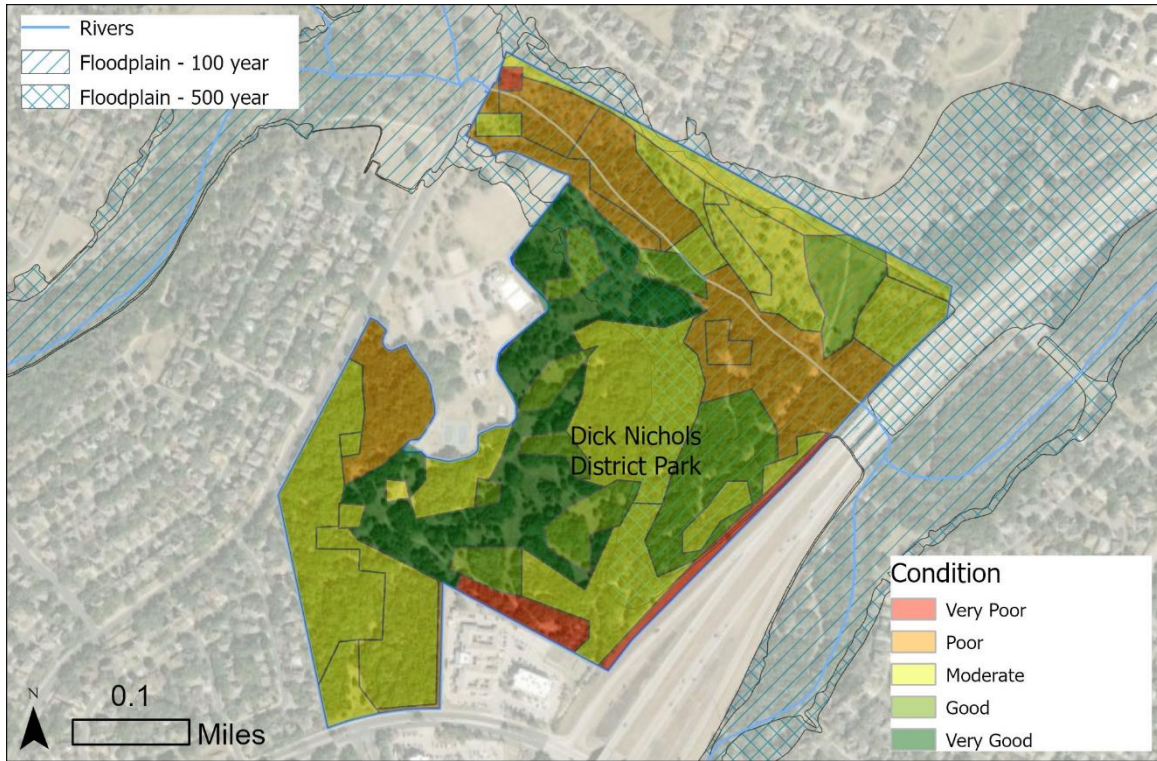 Rivers
Floodplain - 100 year
Floodplain - 500 year
Dick Nichols
District Park
N
0.1
Miles
Condition
Very Poor
Poor
Moderate
Good
Very Good